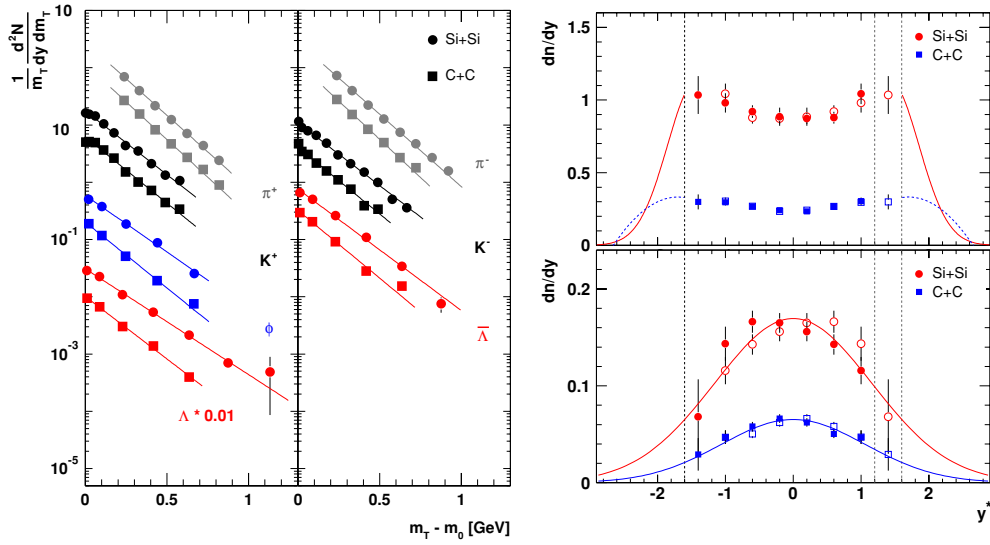 1/m_T d²N/dy dm_T
10
10
1
10⁻¹
10⁻³
10⁻⁵
Si+Si
C+C
π⁺
K⁺
ϕ
Λ * 0.01
π⁻
K⁻
Λ̅
0 0.5 1 0 0.5 1
m_T - m_0 [GeV]
dn/dy
1.5
1
0.5
0
Si+Si
C+C
dn/dy
0.2
0.1
0
Si+Si
C+C
-2 -1 0 1 2
y*